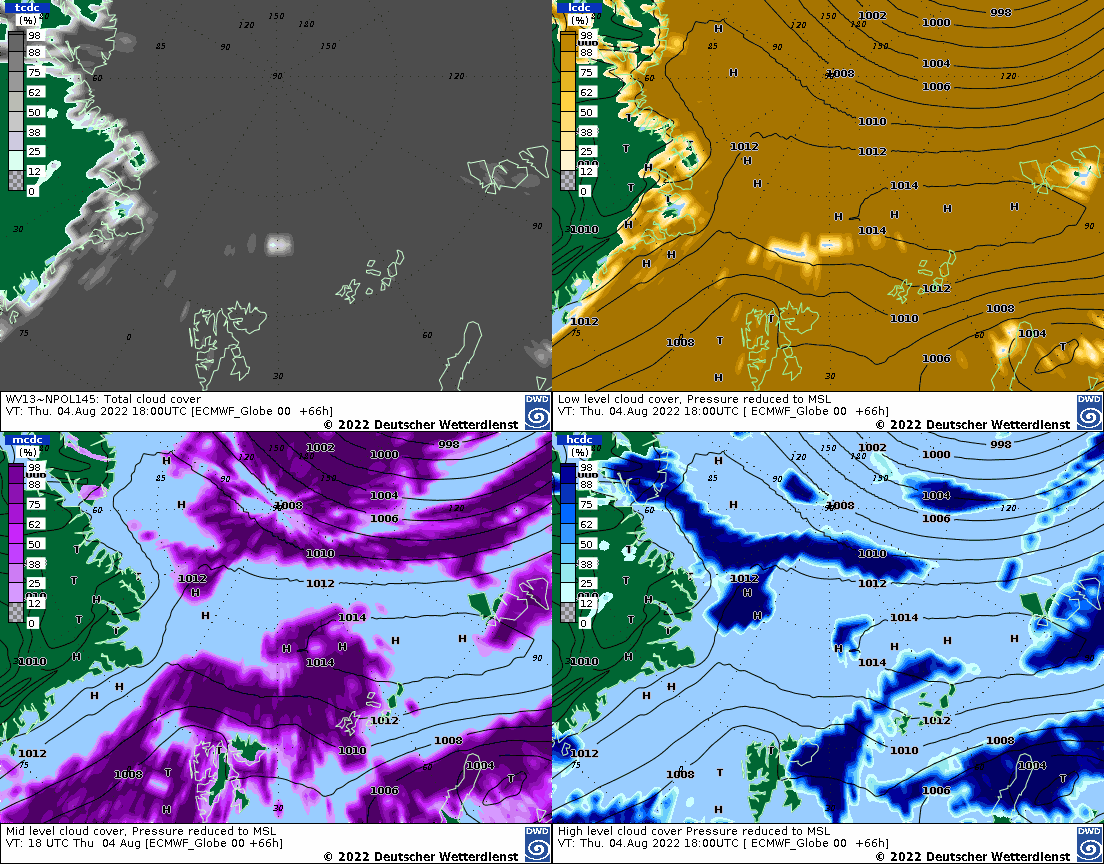 tcdc
(%)
98
88
75
62
50
38
25
12
0
120
150
85
90
150
60
90
120
30
90
75
0
60
30
WV13~NPOL145: Total cloud cover
VT: Thu. 04.Aug 2022 18:00UTC [ECMWF_Globe 00 +66h]
© 2022 Deutscher Wetterdienst
DWD
lcdc
(%)
98
88
75
62
50
38
25
12
0
1002
1000
998
120
150
H
85
90
1004
60
H
1008
120
1006
T
1010
T
H
1012
H
1012
T
H
T
1014
H
H
H
H
H
1010
1014
90
H
H
1012
1008
1012
1010
T
75
1008
T
60
1004
T
1006
H
30
Low level cloud cover, Pressure reduced to MSL
VT: Thu. 04.Aug 2022 18:00UTC [ ECMWF_Globe 00 +66h]
© 2022 Deutscher Wetterdienst
DWD
mcdc
(%)
98
88
75
62
50
38
25
12
0
1002
1000
998
120
150
H
85
90
1004
H
1008
120
60
1006
T
1010
T
1012
1012
H
H
T
T
H
1014
H
H
H
H
1010
1014
90
H
H
1012
1008
1012
1010
75
1008
T
1004
T
1006
H
30
Mid level cloud cover, Pressure reduced to MSL
VT: 18 UTC Thu 04 Aug [ECMWF_Globe 00 +66h]
© 2022 Deutscher Wetterdienst
DWD
hcdc
(%)
98
88
75
62
50
38
25
12
0
1002
1000
998
120
150
H
85
90
1004
H
1008
120
60
1006
T
1010
T
1012
1012
H
H
H
T
T
1014
H
H
H
H
1010
1014
H
H
1012
1008
1012
1010
T
75
1008
T
1004
T
1006
H
30
High level cloud cover Pressure reduced to MSL
VT: Thu. 04.Aug 2022 18:00UTC [ ECMWF_Globe 00 +66h]
© 2022 Deutscher Wetterdienst
DWD